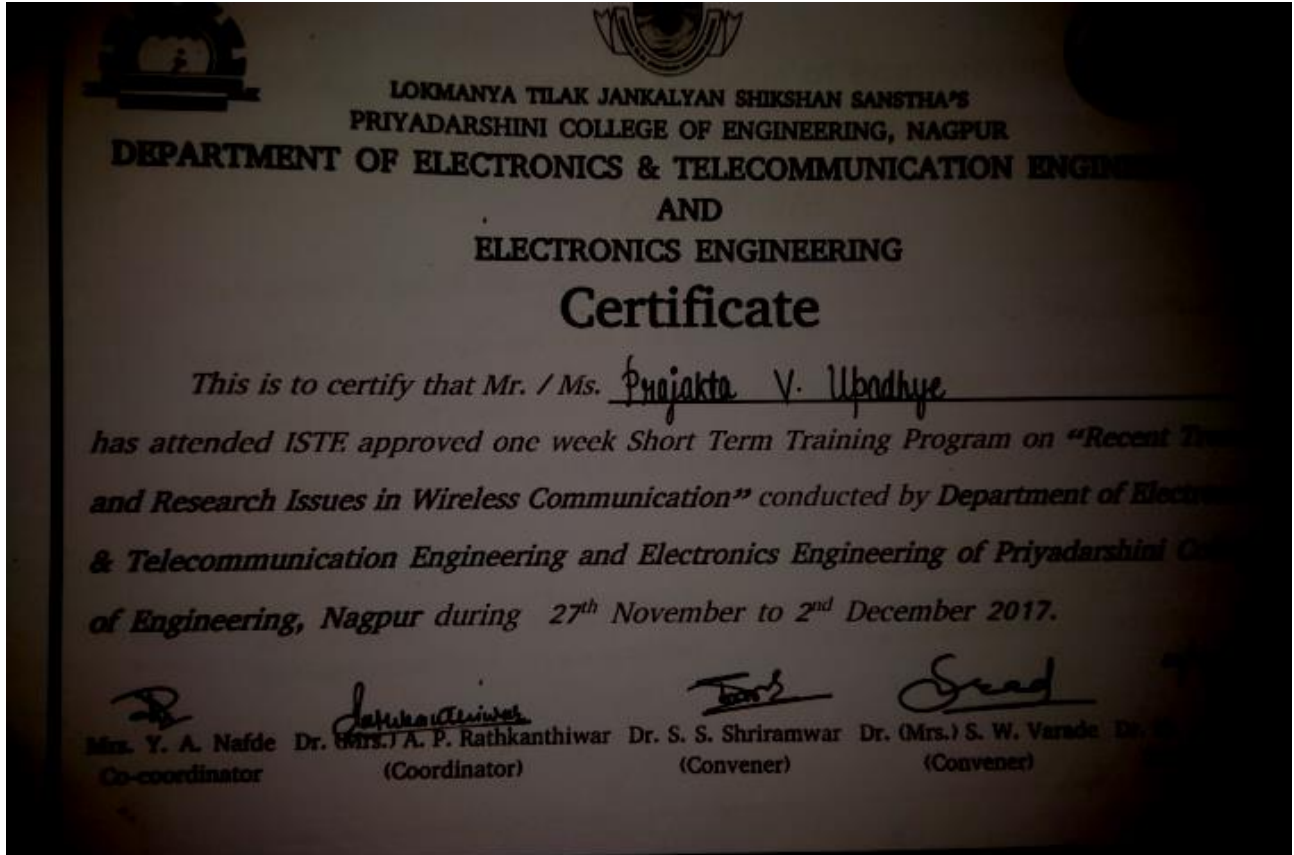 LOKMANYA TILAK JANKALYAN SHIKSHAN SANSTHA'S
PRIYADARSHINI COLLEGE OF ENGINEERING, NAGPUR
DEPARTMENT OF ELECTRONICS & TELECOMMUNICATION
AND
ELECTRONICS ENGINEERING
Certificate
This is to certify that Mr. / Ms. Prajakta V. Upadhye
has attended ISTE approved one week Short Term Training Program on "Recent
and Research Issues in Wireless Communication" conducted by Department of
& Telecommunication Engineering and Electronics Engineering of Priyadarshini
of Engineering, Nagpur during 27th November to 2nd December 2017.
Mrs. Y. A. Nafde Dr. (Mrs.) A. P. Rathkanthiwar Dr. S. S. Shriramwar Dr. (Mrs.) S. W. Varade Dr.
Co-coordinator (Coordinator) (Convener) (Convener)